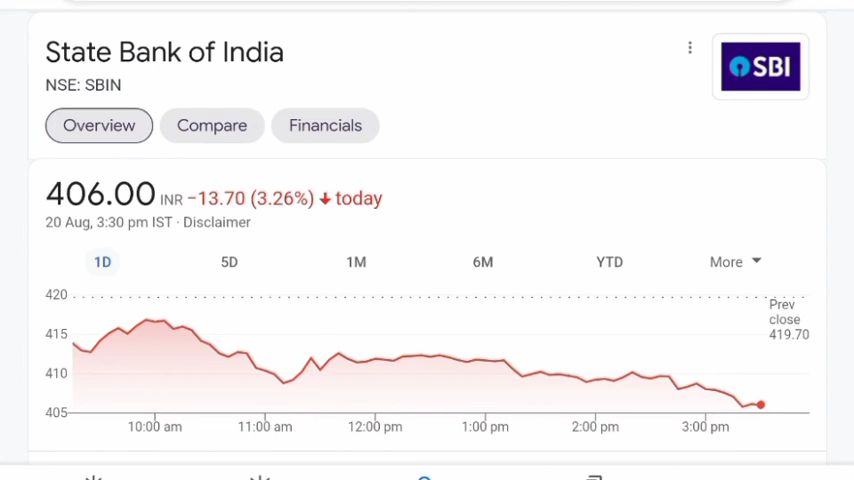 State Bank of India
SBI
NSE: SBIN
Overview Compare Financials
406.00 INR −13.70 (3.26%) ↓ today
20 Aug, 3:30 pm IST · Disclaimer
1D 5D 1M 6M YTD More
420
Prev
close
419.70
415
410
405
10:00 am 11:00 am 12:00 pm 1:00 pm 2:00 pm 3:00 pm